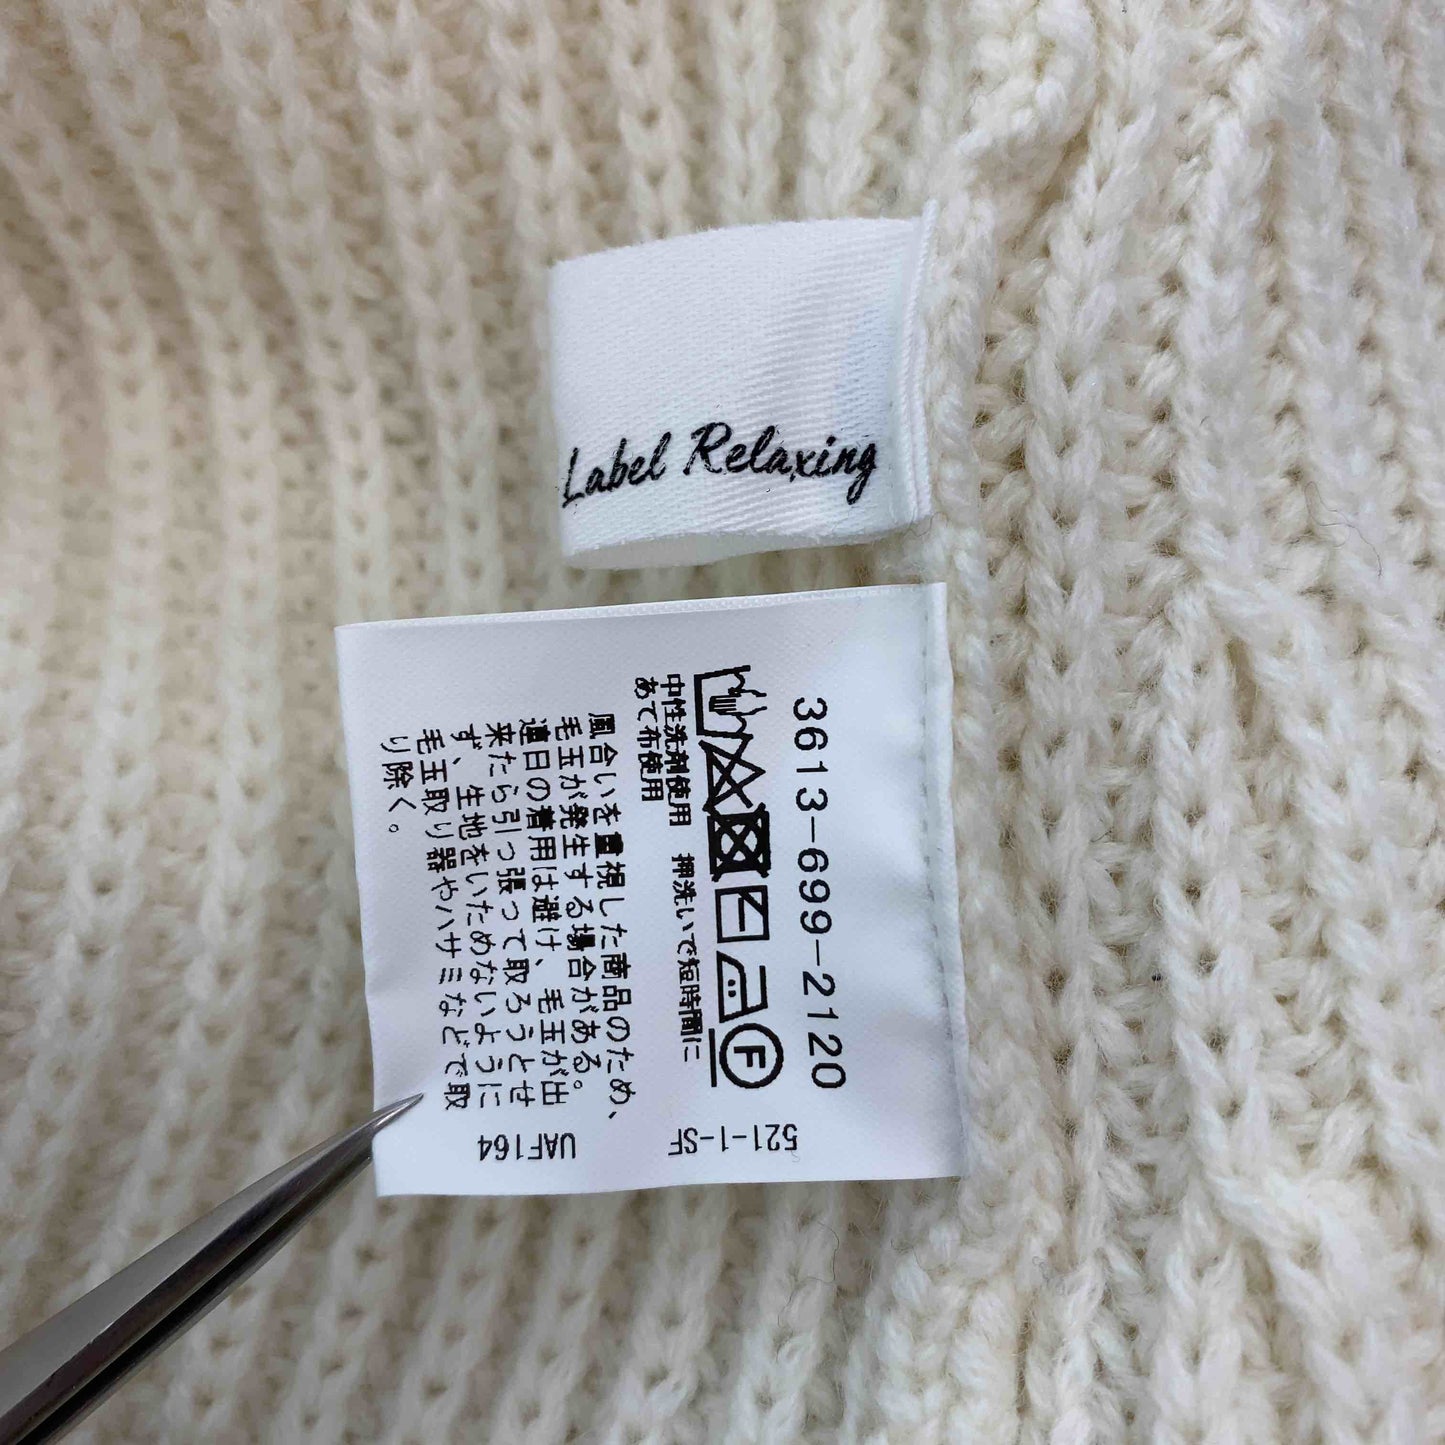 Label Relaxing
3613-699-2120
中性洗剤使用　押洗いで短時間に
あて布使用
風合いを重視した商品のため、
毛玉が発生する場合がある。
連日の着用は避け、毛玉が出
来たら引っ張って取ろうとせ
ず、生地をいためないように
毛玉取り器やハサミなどで取
り除く。
521-1-SF
UAF164
F